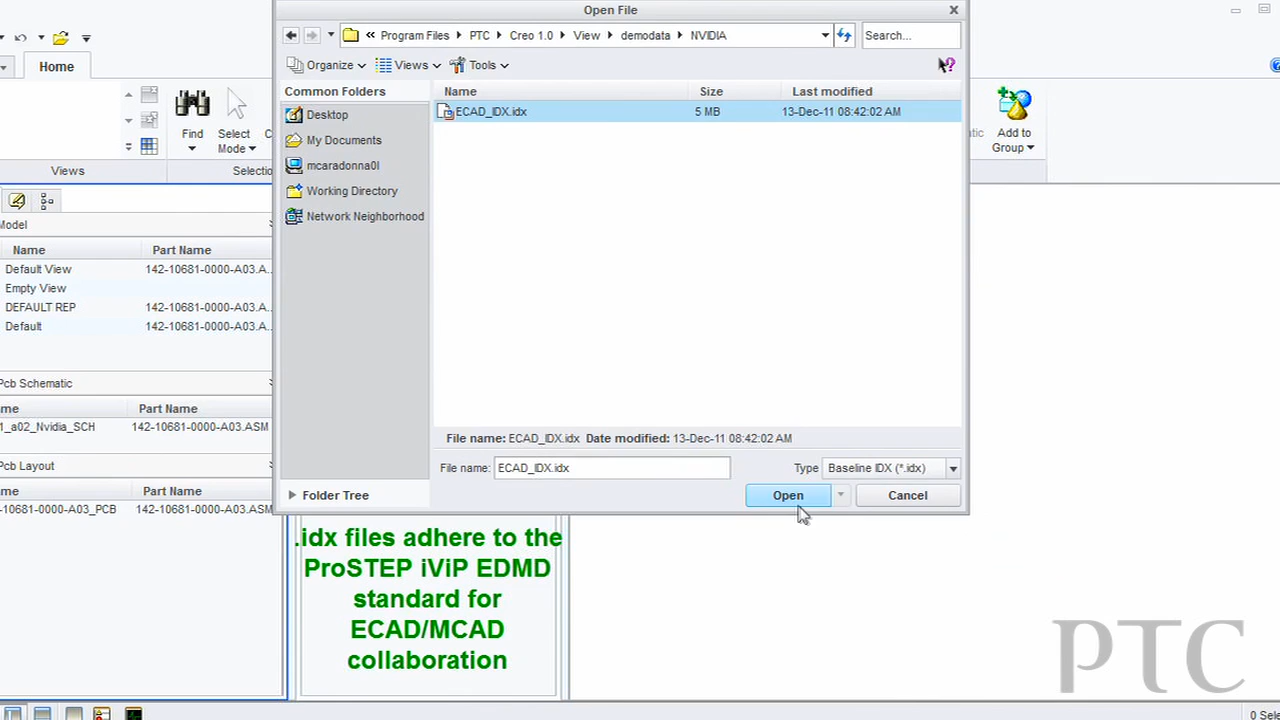 Open File
« Program Files ▸ PTC ▸ Creo 1.0 ▸ View ▸ demodata ▸ NVIDIA
Search...
Home
Organize
Views
Tools
Common Folders
Name
Size
Last modified
ECAD_IDX.idx
5 MB
13-Dec-11 08:42:02 AM
Desktop
My Documents
mcaradonna0l
Working Directory
Network Neighborhood
Find
Select
Mode
Add to
Group
Views
Selectio
Model
Name
Part Name
Default View
142-10681-0000-A03.A..
Empty View
DEFAULT REP
142-10681-0000-A03.A..
Default
142-10681-0000-A03.A..
Pcb Schematic
me
Part Name
1_a02_Nvidia_SCH
142-10681-0000-A03.ASM
Pcb Layout
me
Part Name
-10681-0000-A03_PCB
142-10681-0000-A03.ASM
File name: ECAD_IDX.idx Date modified: 13-Dec-11 08:42:02 AM
File name:
ECAD_IDX.idx
Type
Baseline IDX (*.idx)
Folder Tree
Open
Cancel
.idx files adhere to the
ProSTEP iViP EDMD
standard for
ECAD/MCAD
collaboration
PTC
0 Sele